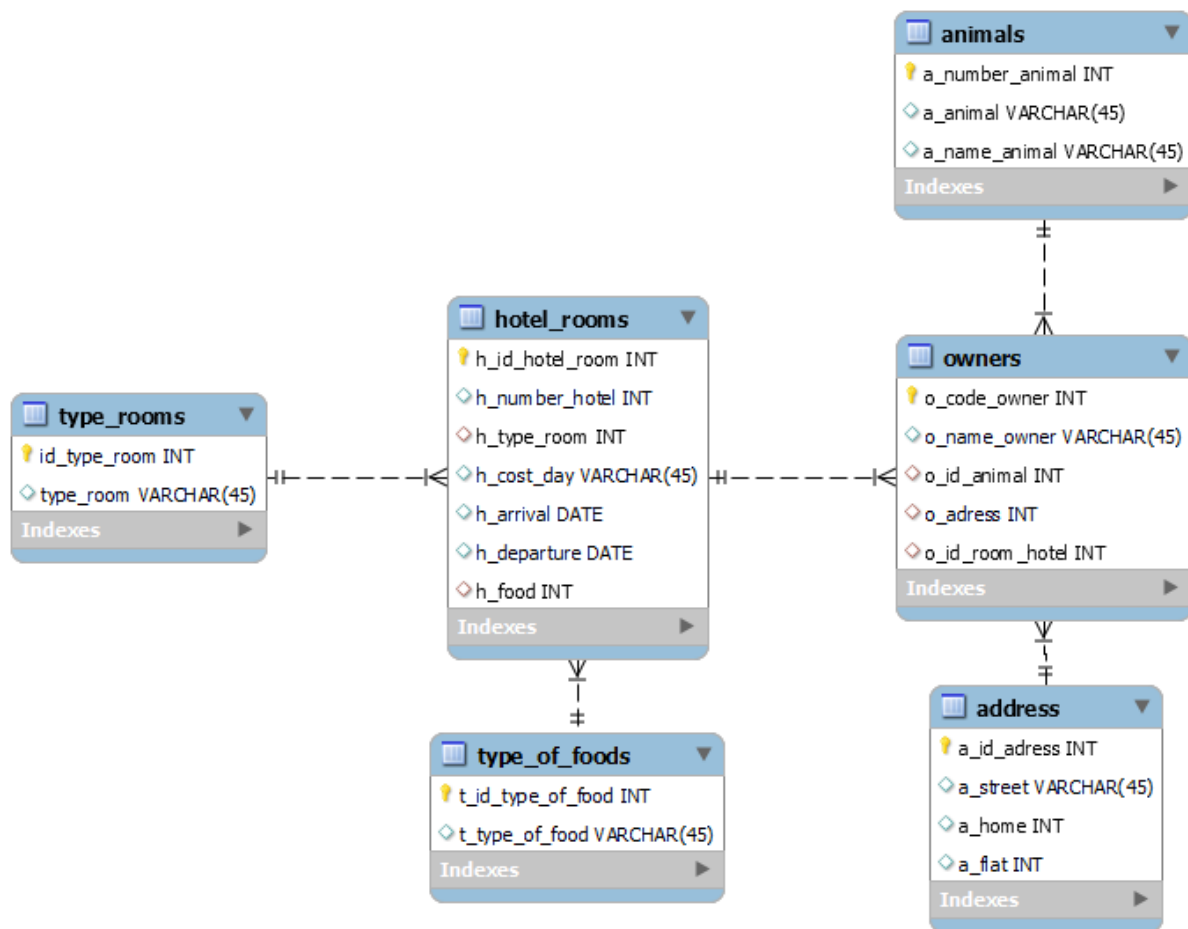 animals
a_number_animal INT
a_animal VARCHAR(45)
a_name_animal VARCHAR(45)
Indexes
hotel_rooms
h_id_hotel_room INT
h_number_hotel INT
h_type_room INT
h_cost_day VARCHAR(45)
h_arrival DATE
h_departure DATE
h_food INT
Indexes
owners
o_code_owner INT
o_name_owner VARCHAR(45)
o_id_animal INT
o_adress INT
o_id_room_hotel INT
Indexes
type_rooms
id_type_room INT
type_room VARCHAR(45)
Indexes
type_of_foods
t_id_type_of_food INT
t_type_of_food VARCHAR(45)
Indexes
address
a_id_adress INT
a_street VARCHAR(45)
a_home INT
a_flat INT
Indexes